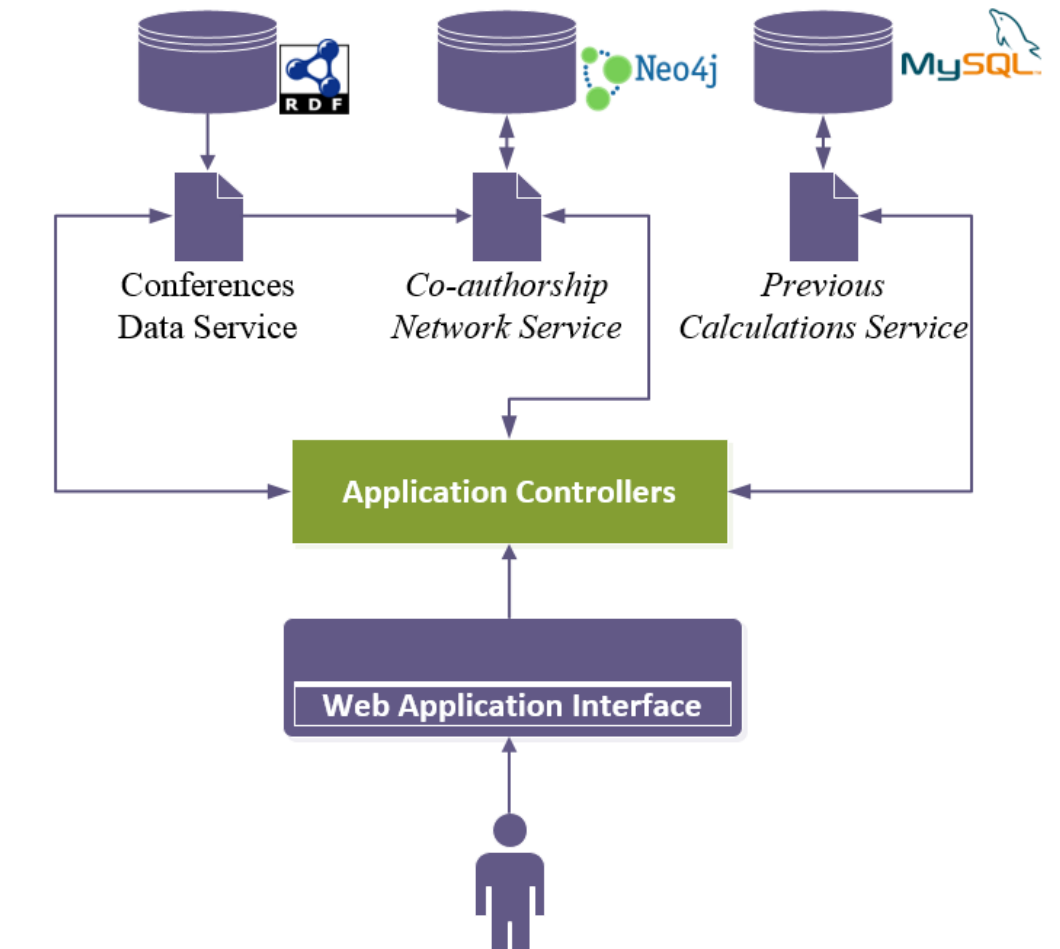 RDF
Neo4j
MySQL
Conferences
Data Service
Co-authorship
Network Service
Previous
Calculations Service
Application Controllers
Web Application Interface